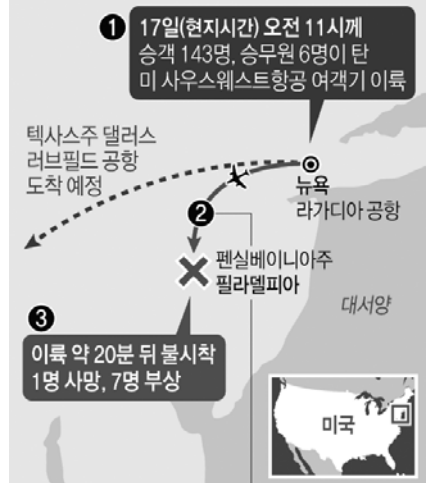 ❶ 17일(현지시간) 오전 11시께
승객 143명, 승무원 6명이 탄
미 사우스웨스트항공 여객기 이륙
텍사스주 댈러스
러브필드 공항
도착 예정
뉴욕
라가디아 공항
❷
펜실베이니아주
필라델피아
대서양
❸
이륙 약 20분 뒤 불시착
1명 사망, 7명 부상
미국